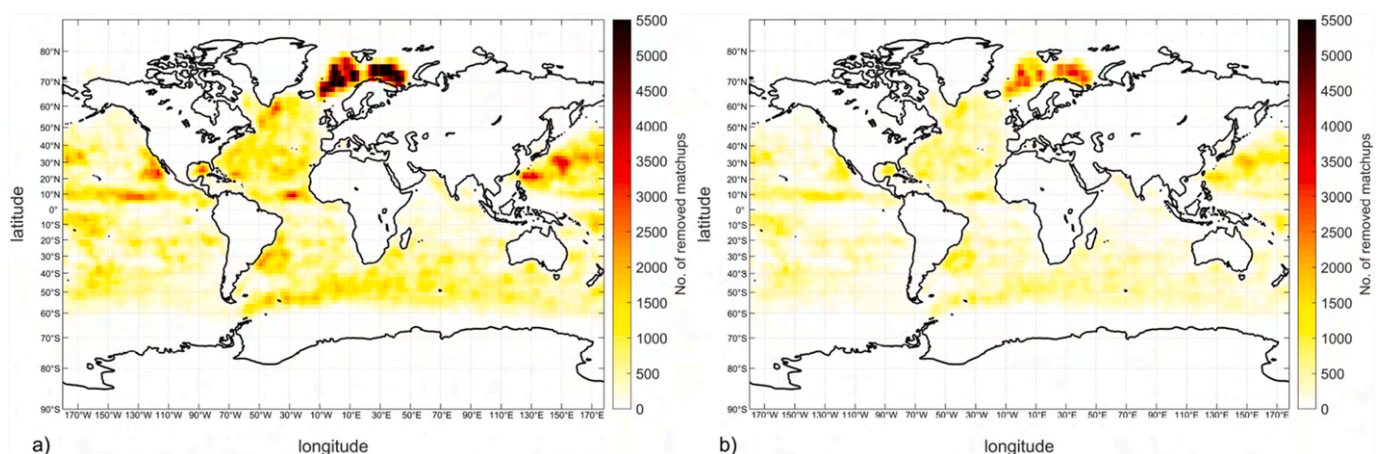 80°N
70°N
60°N
50°N
40°N
30°N
20°N
10°N
0°
10°S
20°S
30°S
40°S
50°S
60°S
70°S
80°S
90°S
latitude
170°W 150°W 130°W 110°W 90°W 70°W 50°W 30°W 10°W 10°E 30°E 50°E 70°E 90°E 110°E 130°E 150°E 170°E
longitude
a)
5500
5000
4500
4000
3500
3000
2500
2000
1500
1000
500
0
No. of removed matchups
80°N
70°N
60°N
50°N
40°N
30°N
20°N
10°N
0°
10°S
20°S
30°S
40°S
50°S
60°S
70°S
80°S
90°S
latitude
170°W 150°W 130°W 110°W 90°W 70°W 50°W 30°W 10°W 10°E 30°E 50°E 70°E 90°E 110°E 130°E 150°E 170°E
longitude
b)
5500
5000
4500
4000
3500
3000
2500
2000
1500
1000
500
0
No. of removed matchups